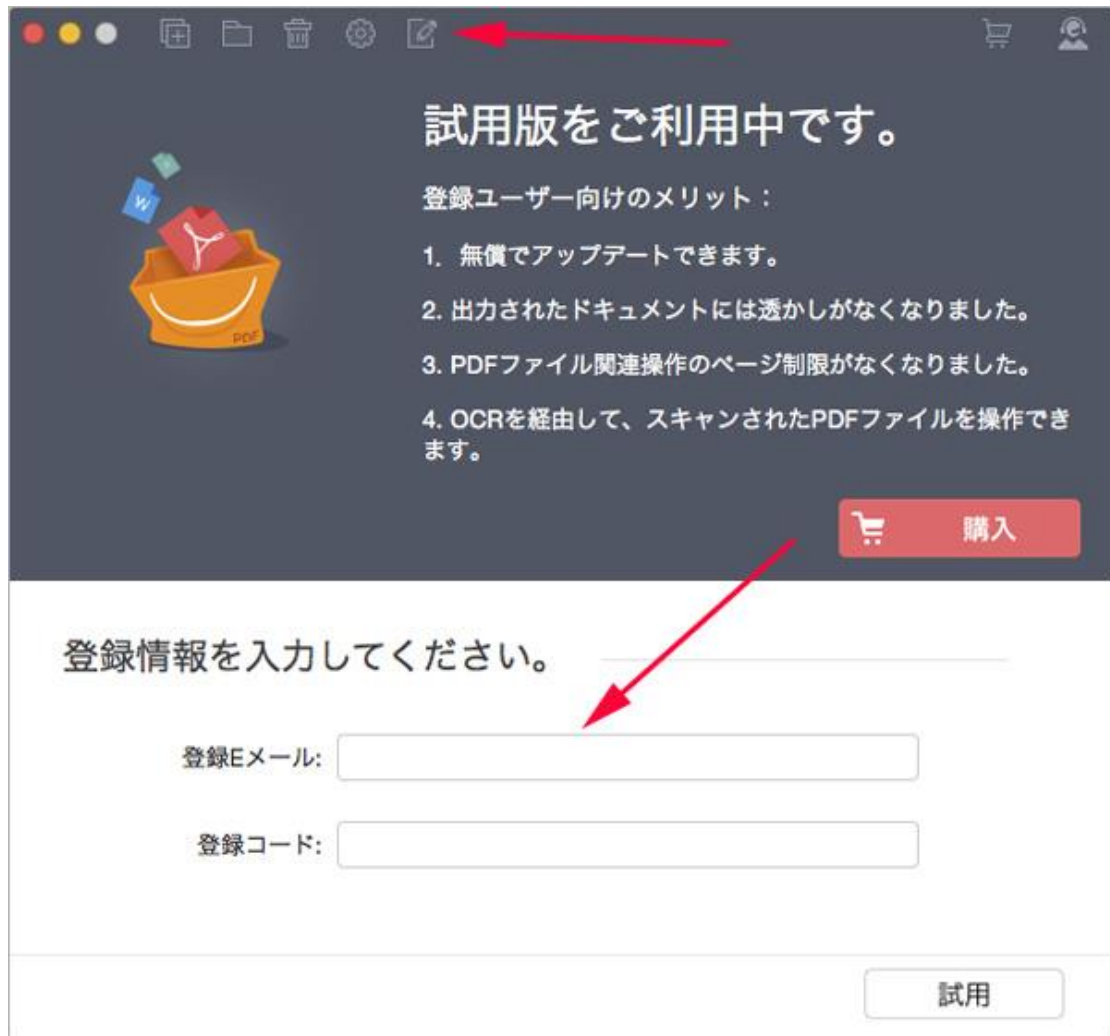 試用版をご利用中です。
W
PDF
登録ユーザー向けのメリット：
1. 無償でアップデートできます。
2. 出力されたドキュメントには透かしがなくなりました。
3. PDFファイル関連操作のページ制限がなくなりました。
4. OCRを経由して、スキャンされたPDFファイルを操作でき
ます。
購入
登録情報を入力してください。
登録Eメール:
登録コード:
試用